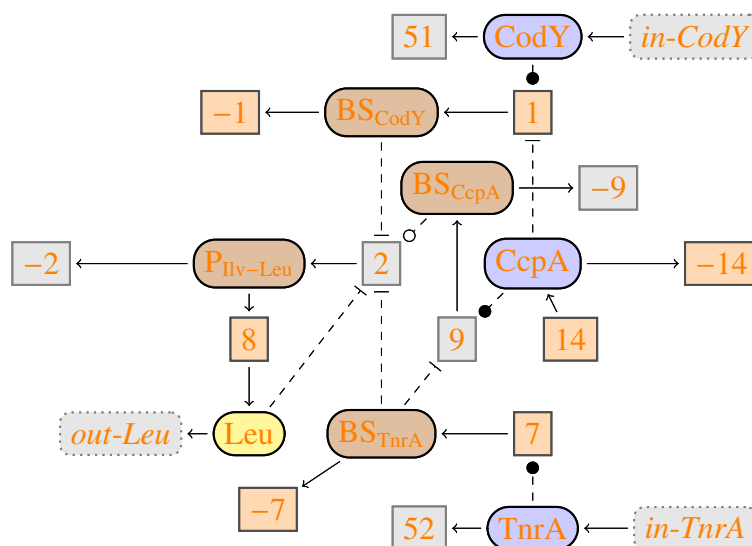 51 CodY in-CodY
−1 BS_CodY 1
BS_CcpA −9
−2 P_Ilv−Leu 2 CcpA −14
8 9 14
out-Leu Leu BS_TnrA 7
−7
52 TnrA in-TnrA